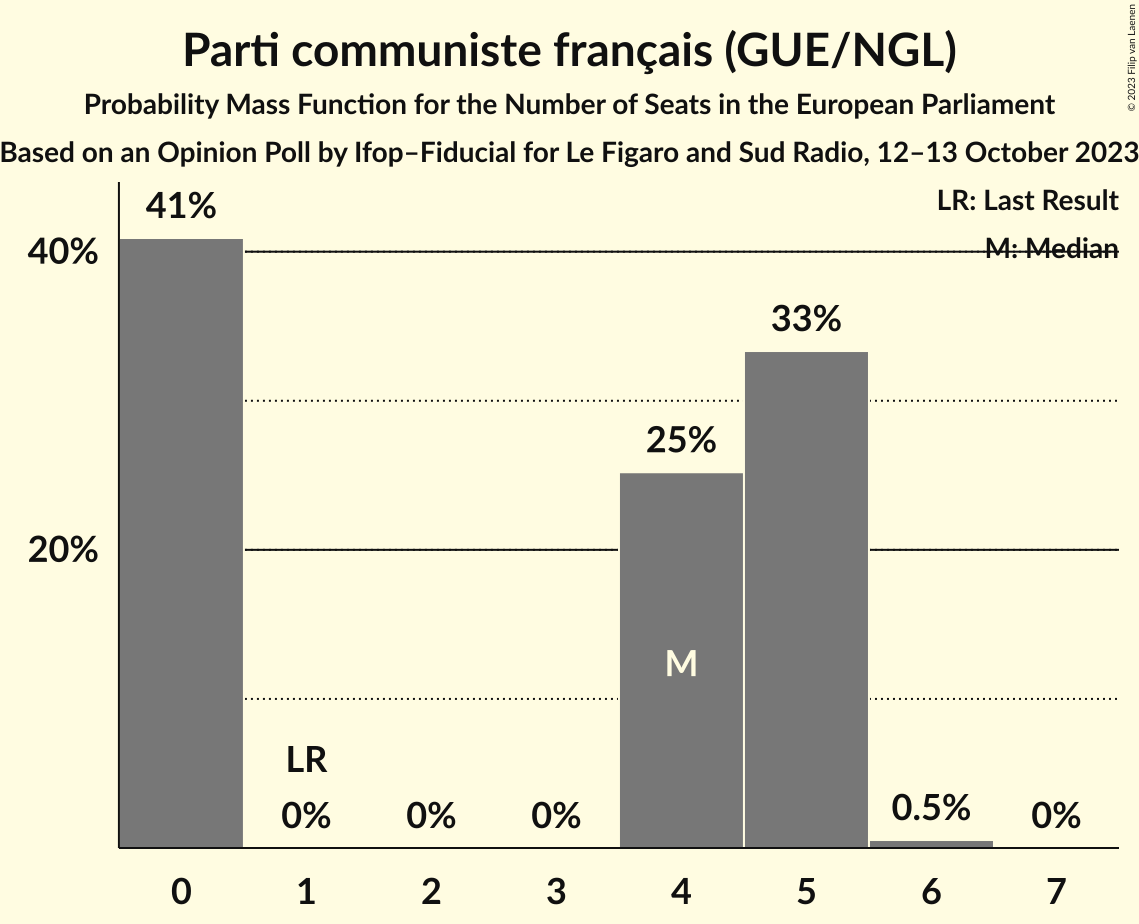 Parti communiste français (GUE/NGL)
Probability Mass Function for the Number of Seats in the European Parliament
Based on an Opinion Poll by Ifop–Fiducial for Le Figaro and Sud Radio, 12–13 October 2023
© 2023 Filip van Laenen
LR: Last Result
M: Median
41%
40%
33%
25%
20%
M
LR
0%
0%
0%
0.5%
0%
0 1 2 3 4 5 6 7